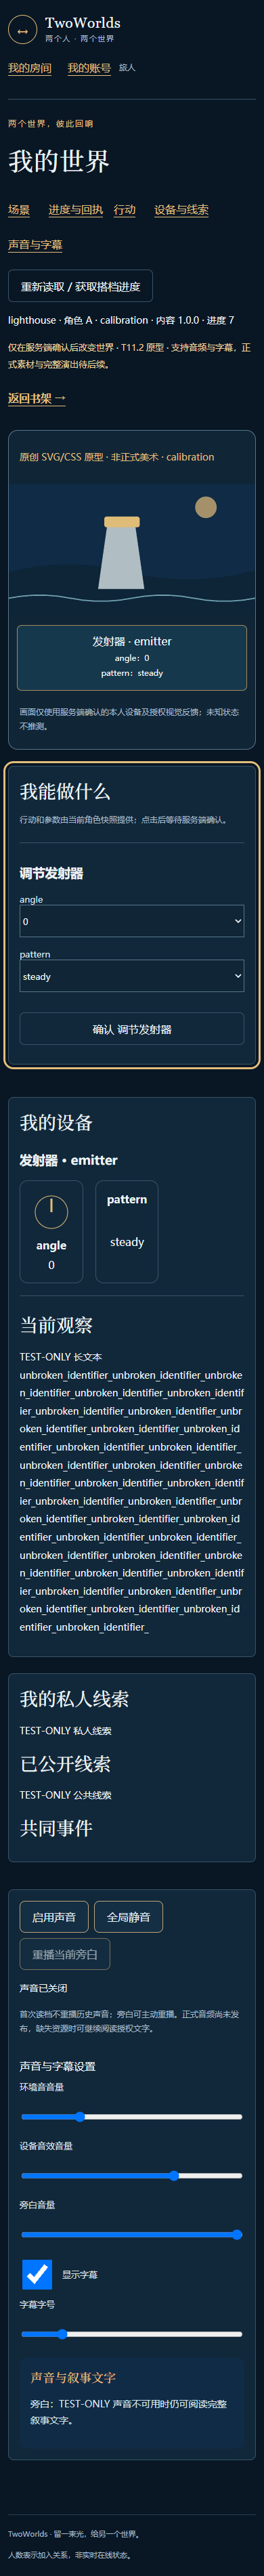 TwoWorlds
两个人 · 两个世界
我的房间 我的账号 旅人
两个世界，彼此回响
我的世界
场景 进度与回执 行动 设备与线索
声音与字幕
重新读取 / 获取搭档进度
lighthouse · 角色 A · calibration · 内容 1.0.0 · 进度 7
仅在服务端确认后改变世界 · T11.2 原型 · 支持音频与字幕，正
式素材与完整演出待后续。
返回书架 →
原创 SVG/CSS 原型 · 非正式美术 · calibration
发射器 · emitter
angle：0
pattern：steady
画面仅使用服务端确认的本人设备及授权视觉反馈；未知状态
不推测。
我能做什么
行动和参数由当前角色快照提供；点击后等待服务端确认。
调节发射器
angle
0
pattern
steady
确认 调节发射器
我的设备
发射器 · emitter
angle
0
pattern
steady
当前观察
TEST-ONLY 长文本
unbroken_identifier_unbroken_identifier_unbroke
n_identifier_unbroken_identifier_unbroken_identif
ier_unbroken_identifier_unbroken_identifier_unbr
oken_identifier_unbroken_identifier_unbroken_id
entifier_unbroken_identifier_unbroken_identifier_
unbroken_identifier_unbroken_identifier_unbroke
n_identifier_unbroken_identifier_unbroken_identif
ier_unbroken_identifier_unbroken_identifier_unbr
oken_identifier_unbroken_identifier_unbroken_id
entifier_unbroken_identifier_unbroken_identifier_
unbroken_identifier_unbroken_identifier_unbroke
n_identifier_unbroken_identifier_unbroken_identif
ier_unbroken_identifier_unbroken_identifier_unbr
oken_identifier_unbroken_identifier_unbroken_id
entifier_unbroken_identifier_
我的私人线索
TEST-ONLY 私人线索
已公开线索
TEST-ONLY 公共线索
共同事件
启用声音 全局静音
重播当前旁白
声音已关闭
首次读档不重播历史声音；旁白可主动重播。正式音频尚未发
布，缺失资源时可继续阅读授权文字。
声音与字幕设置
环境音音量
设备音效音量
旁白音量
显示字幕
字幕字号
声音与叙事文字
旁白：TEST-ONLY 声音不可用时仍可阅读完整
叙事文字。
TwoWorlds · 留一束光，给另一个世界。
人数表示加入关系，非实时在线状态。